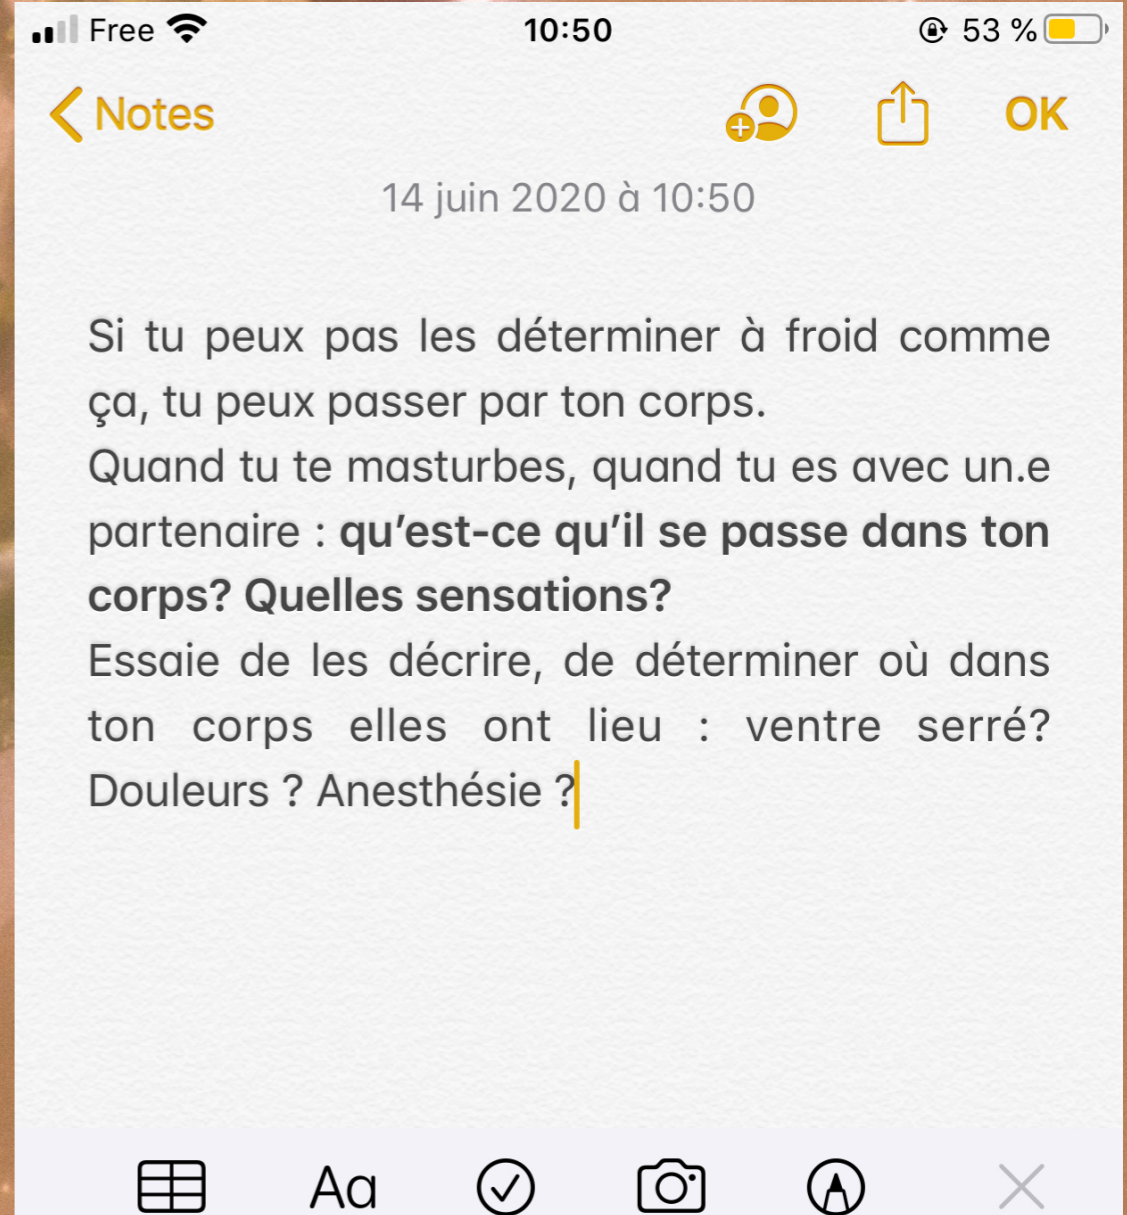 Free 10:50 53 %
Notes OK
14 juin 2020 à 10:50
Si tu peux pas les déterminer à froid comme
ça, tu peux passer par ton corps.
Quand tu te masturbes, quand tu es avec un.e
partenaire : qu’est-ce qu’il se passe dans ton
corps? Quelles sensations?
Essaie de les décrire, de déterminer où dans
ton corps elles ont lieu : ventre serré?
Douleurs ? Anesthésie ?
Aa